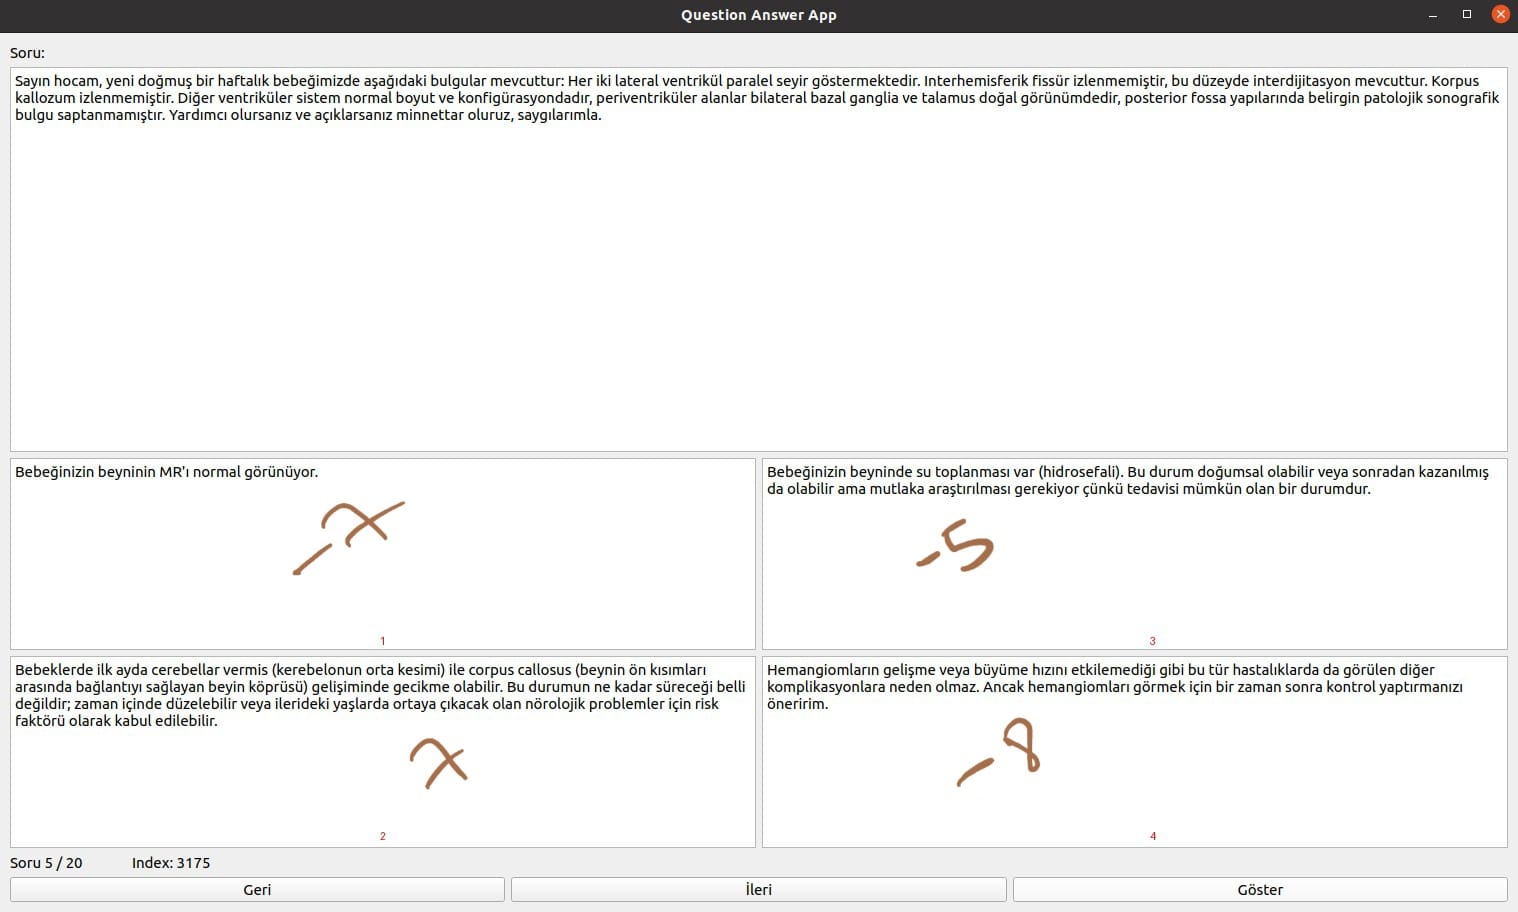 Question Answer App
Soru:
Sayın hocam, yeni doğmuş bir haftalık bebeğimizde aşağıdaki bulgular mevcuttur: Her iki lateral ventrikül paralel seyir göstermektedir. Interhemisferik fissür izlenmemiştir, bu düzeyde interdijitasyon mevcuttur. Korpus
kallozum izlenmemiştir. Diğer ventriküler sistem normal boyut ve konfigürasyondadır, periventriküler alanlar bilateral bazal ganglia ve talamus doğal görünümdedir, posterior fossa yapılarında belirgin patolojik sonografik
bulgu saptanmamıştır. Yardımcı olursanız ve açıklarsanız minnettar oluruz, saygılarımla.
Bebeğinizin beyninin MR'ı normal görünüyor.
1
Bebeğinizin beyninde su toplanması var (hidrosefali). Bu durum doğumsal olabilir veya sonradan kazanılmış
da olabilir ama mutlaka araştırılması gerekiyor çünkü tedavisi mümkün olan bir durumdur.
-5
3
Bebeklerde ilk ayda cerebellar vermis (kerebelonun orta kesimi) ile corpus callosus (beynin ön kısımları
arasında bağlantıyı sağlayan beyin köprüsü) gelişiminde gecikme olabilir. Bu durumun ne kadar süreceği belli
değildir; zaman içinde düzelebilir veya ilerideki yaşlarda ortaya çıkacak olan nörolojik problemler için risk
faktörü olarak kabul edilebilir.
2
Hemangiomların gelişme veya büyüme hızını etkilemediği gibi bu tür hastalıklarda da görülen diğer
komplikasyonlara neden olmaz. Ancak hemangiomları görmek için bir zaman sonra kontrol yaptırmanızı
öneririm.
-8
4
Soru 5 / 20 Index: 3175
Geri İleri Göster